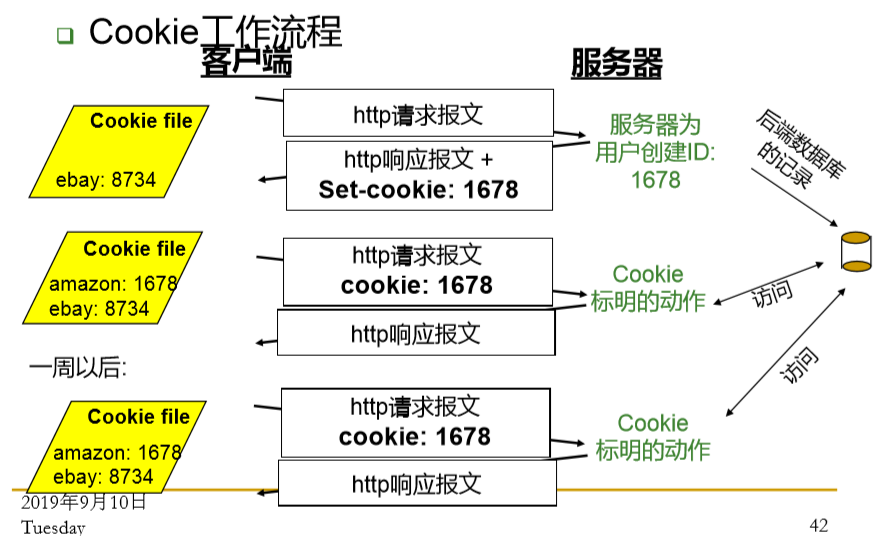 Cookie工作流程
客户端
服务器
Cookie file
ebay: 8734
http请求报文
http响应报文 +
Set-cookie: 1678
服务器为
用户创建ID:
1678
后端数据库
的记录
Cookie file
amazon: 1678
ebay: 8734
http请求报文
cookie: 1678
http响应报文
Cookie
标明的动作
访问
一周以后:
Cookie file
amazon: 1678
ebay: 8734
http请求报文
cookie: 1678
http响应报文
Cookie
标明的动作
访问
2019年9月10日
Tuesday
42